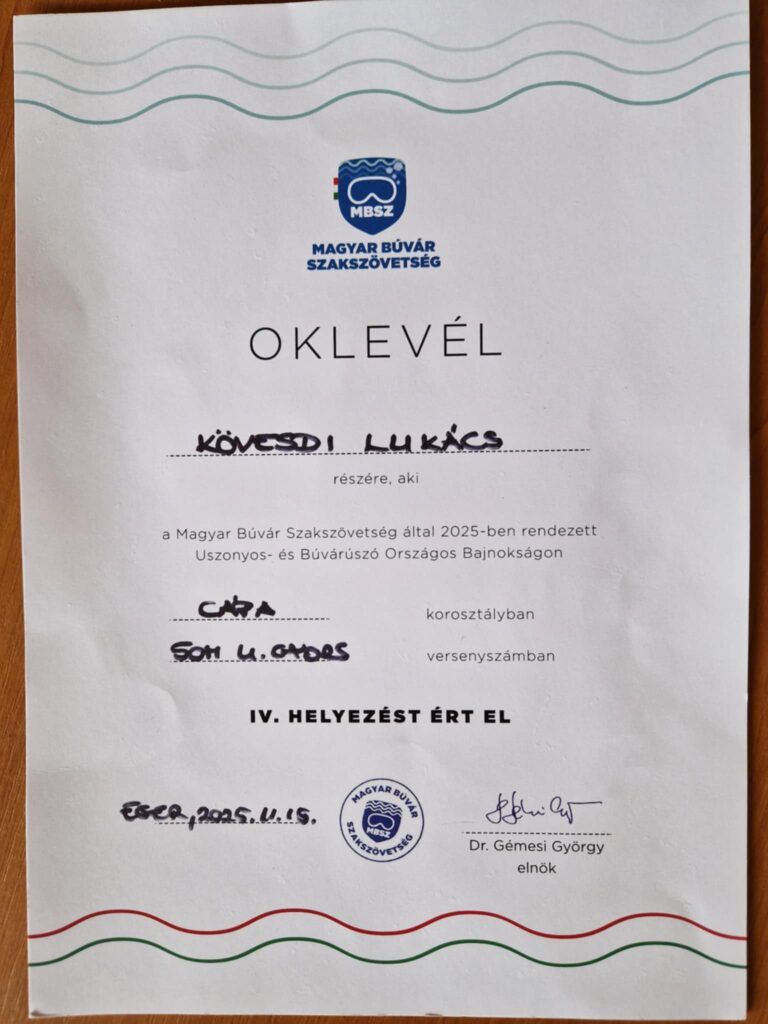 MBSZ
MAGYAR BÚVÁR
SZAKSZÖVETSÉG
OKLEVÉL
KÖVESDI LUKÁCS
részére, aki
a Magyar Búvár Szakszövetség által 2025-ben rendezett
Uszonyos- és Búvárúszó Országos Bajnokságon
CÁPA korosztályban
50M U.GYORS versenyszámban
IV. HELYEZÉST ÉRT EL
EGER, 2025.11.15.
MAGYAR BÚVÁR
MBSZ
SZAKSZÖVETSÉG
Dr. Gémesi György
elnök